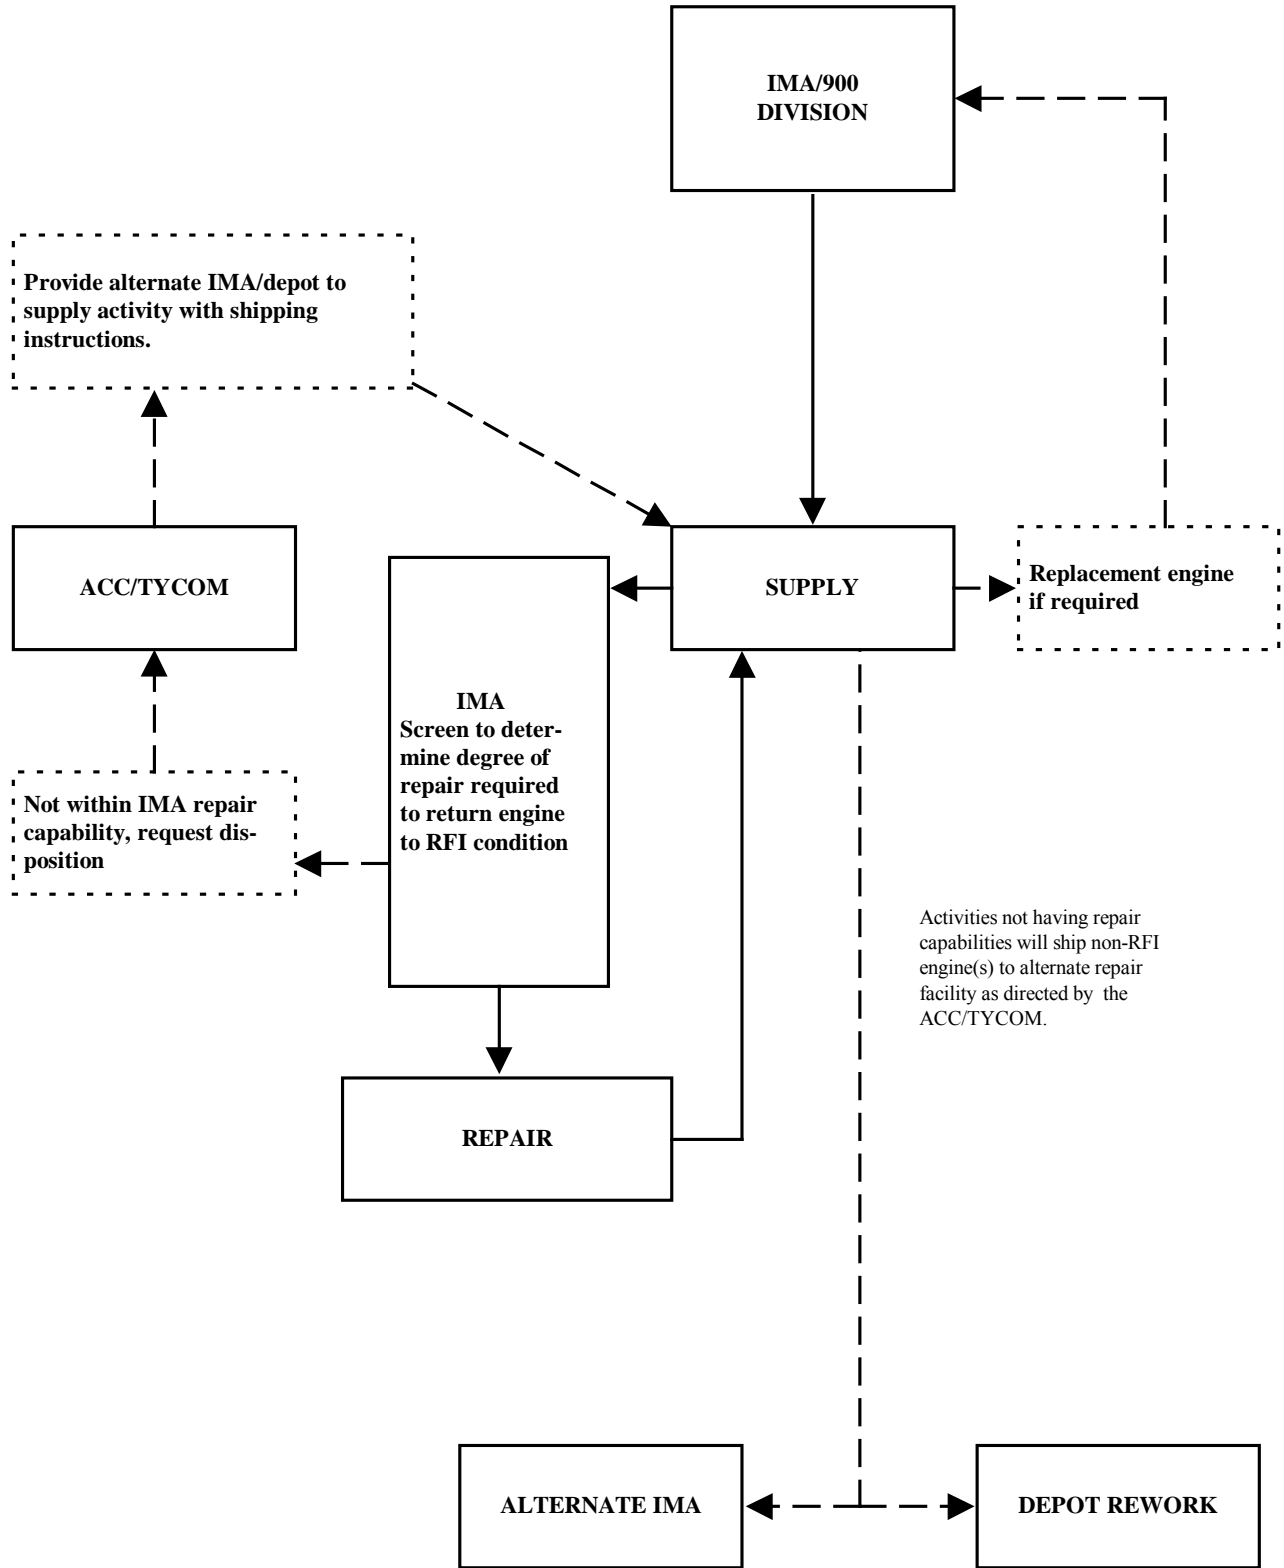 IMA/900
DIVISION
Provide alternate IMA/depot to
supply activity with shipping
instructions.
ACC/TYCOM
SUPPLY
Replacement engine
if required
IMA
Screen to deter-
mine degree of
repair required
to return engine
to RFI condition
Not within IMA repair
capability, request dis-
position
Activities not having repair
capabilities will ship non-RFI
engine(s) to alternate repair
facility as directed by the
ACC/TYCOM.
REPAIR
ALTERNATE IMA
DEPOT REWORK